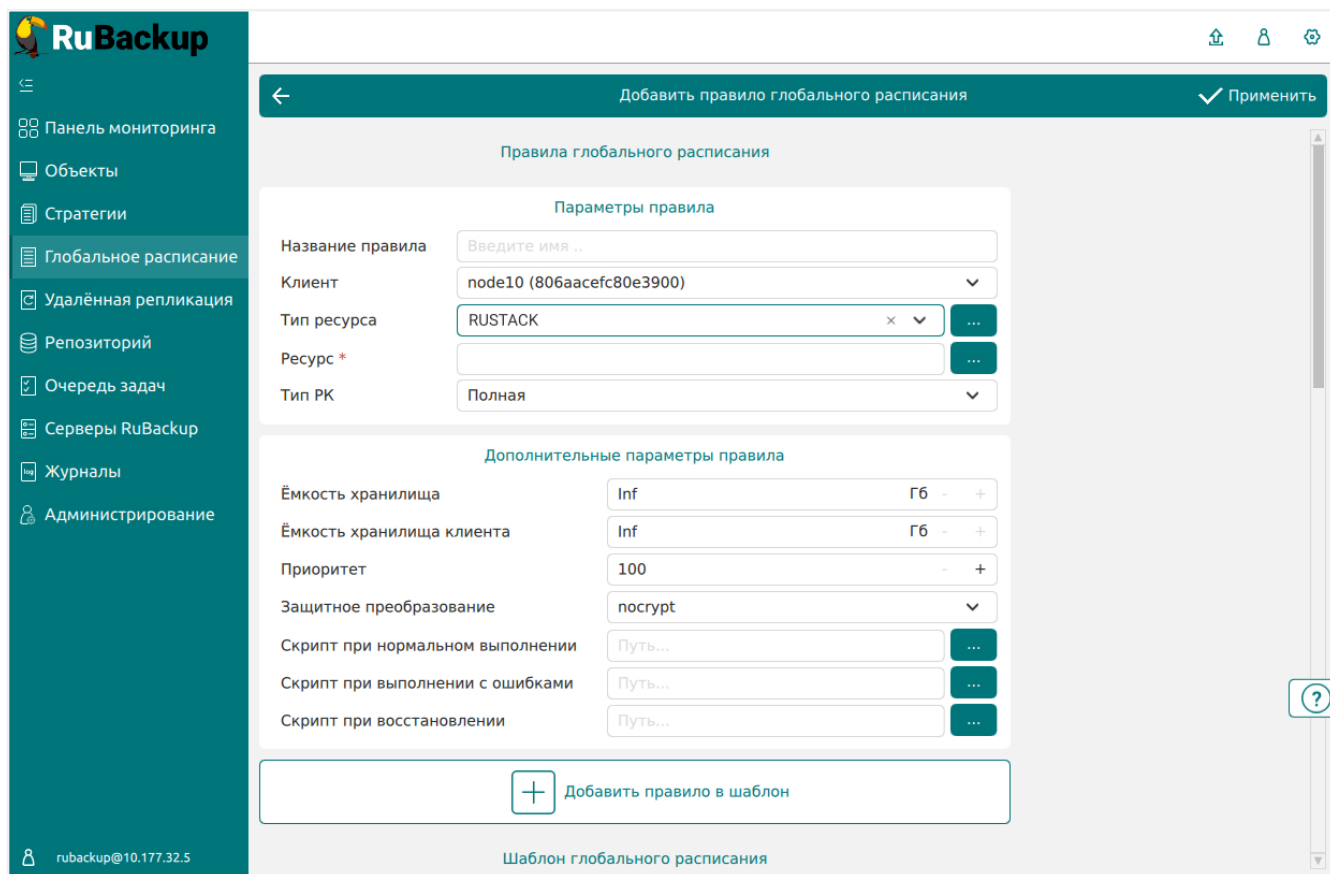 RuBackup
Панель мониторинга
Объекты
Стратегии
Глобальное расписание
Удалённая репликация
Репозиторий
Очередь задач
Серверы RuBackup
Журналы
Администрирование
rubackup@10.177.32.5
Добавить правило глобального расписания
Применить
Правила глобального расписания
Параметры правила
Название правила Введите имя ..
Клиент node10 (806aacefc80e3900)
Тип ресурса RUSTACK ...
Ресурс * ...
Тип РК Полная
Дополнительные параметры правила
Ёмкость хранилища Inf Гб - +
Ёмкость хранилища клиента Inf Гб - +
Приоритет 100 - +
Защитное преобразование nocrypt
Скрипт при нормальном выполнении Путь... ...
Скрипт при выполнении с ошибками Путь... ...
Скрипт при восстановлении Путь... ...
?
Добавить правило в шаблон
Шаблон глобального расписания